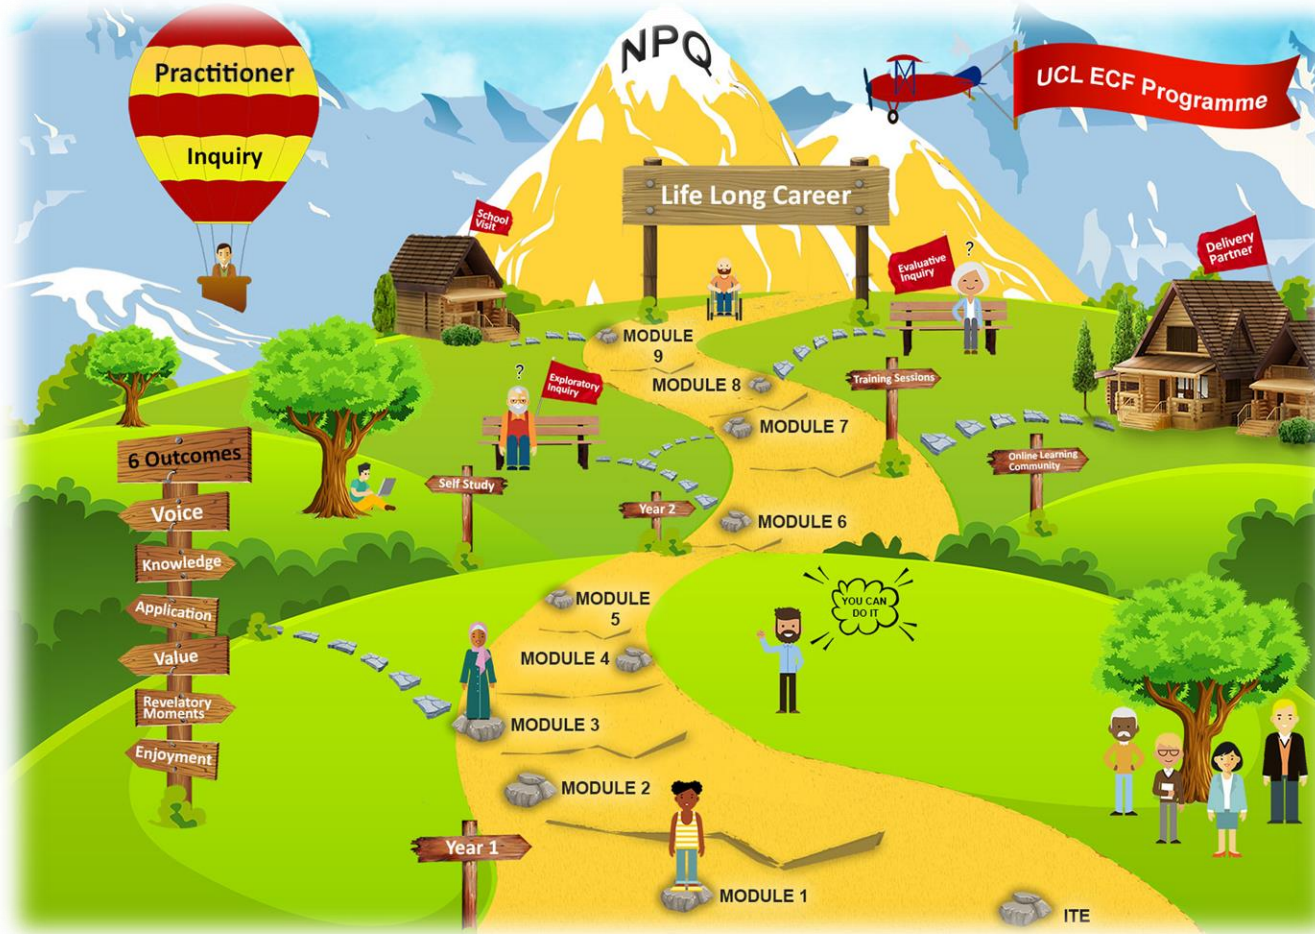 NPQ
Practitioner
Inquiry
UCL ECF Programme
Life Long Career
School
Visit
Evaluative
Inquiry
?
Delivery
Partner
MODULE
9
?
Exploratory
Inquiry
MODULE 8
Training Sessions
MODULE 7
6 Outcomes
Voice
Knowledge
Application
Value
Revelatory
Moments
Enjoyment
Self Study
Online Learning
Community
Year 2
MODULE 6
MODULE
5
YOU CAN
DO IT
MODULE 4
MODULE 3
MODULE 2
Year 1
MODULE 1
ITE